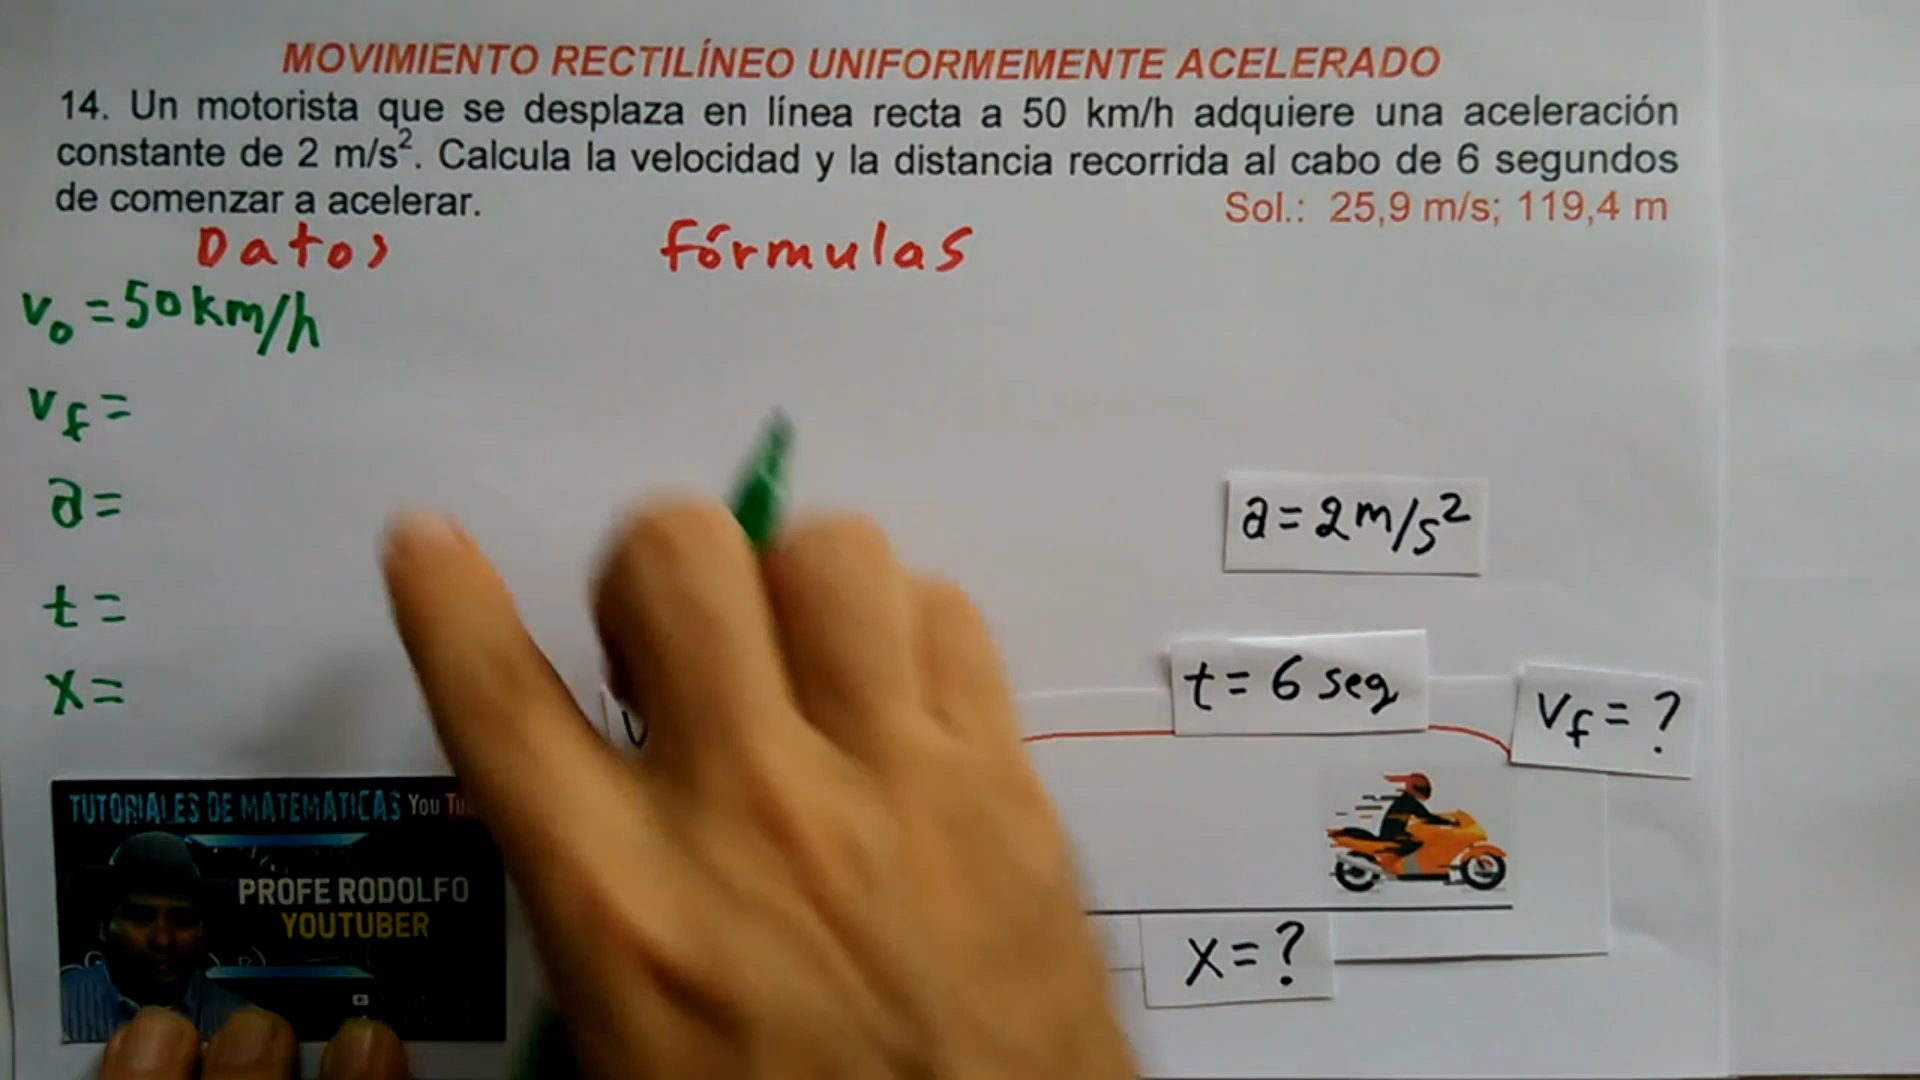 MOVIMIENTO RECTILÍNEO UNIFORMEMENTE ACELERADO
14. Un motorista que se desplaza en línea recta a 50 km/h adquiere una aceleración
constante de 2 m/s². Calcula la velocidad y la distancia recorrida al cabo de 6 segundos
de comenzar a acelerar.
Sol.: 25,9 m/s; 119,4 m
Datos
fórmulas
v₀ = 50 km/h
vf =
a =
t =
x =
a = 2 m/s²
t = 6 seg
vf = ?
x = ?
TUTORIALES DE MATEMATICAS You
PROFE RODOLFO
YOUTUBER